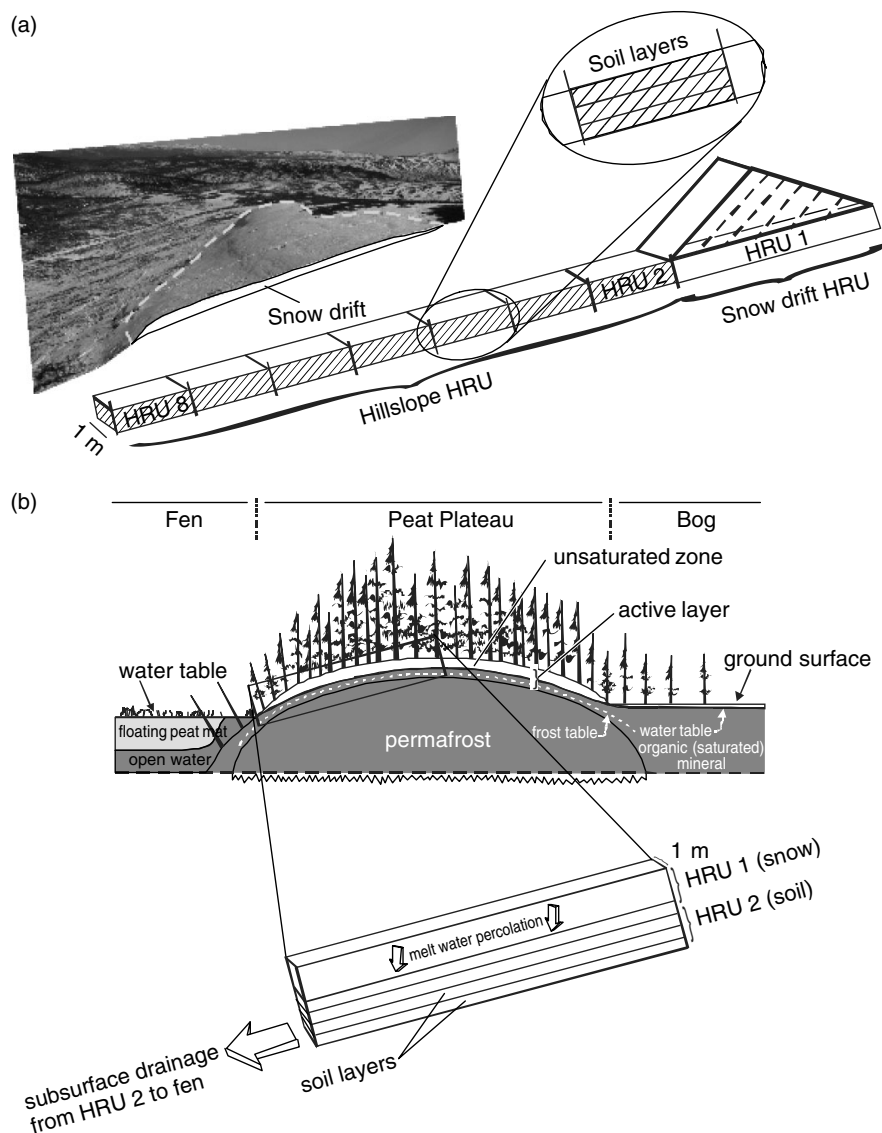 (a)
Soil layers
HRU 1
HRU 2
Snow drift HRU
Snow drift
Hillslope HRU
HRU 8
1 m
(b)
Fen
Peat Plateau
Bog
unsaturated zone
active layer
water table
ground surface
floating peat mat
open water
permafrost
frost table
water table
organic (saturated)
mineral
1 m
HRU 1 (snow)
HRU 2 (soil)
melt water percolation
soil layers
subsurface drainage
from HRU 2 to fen